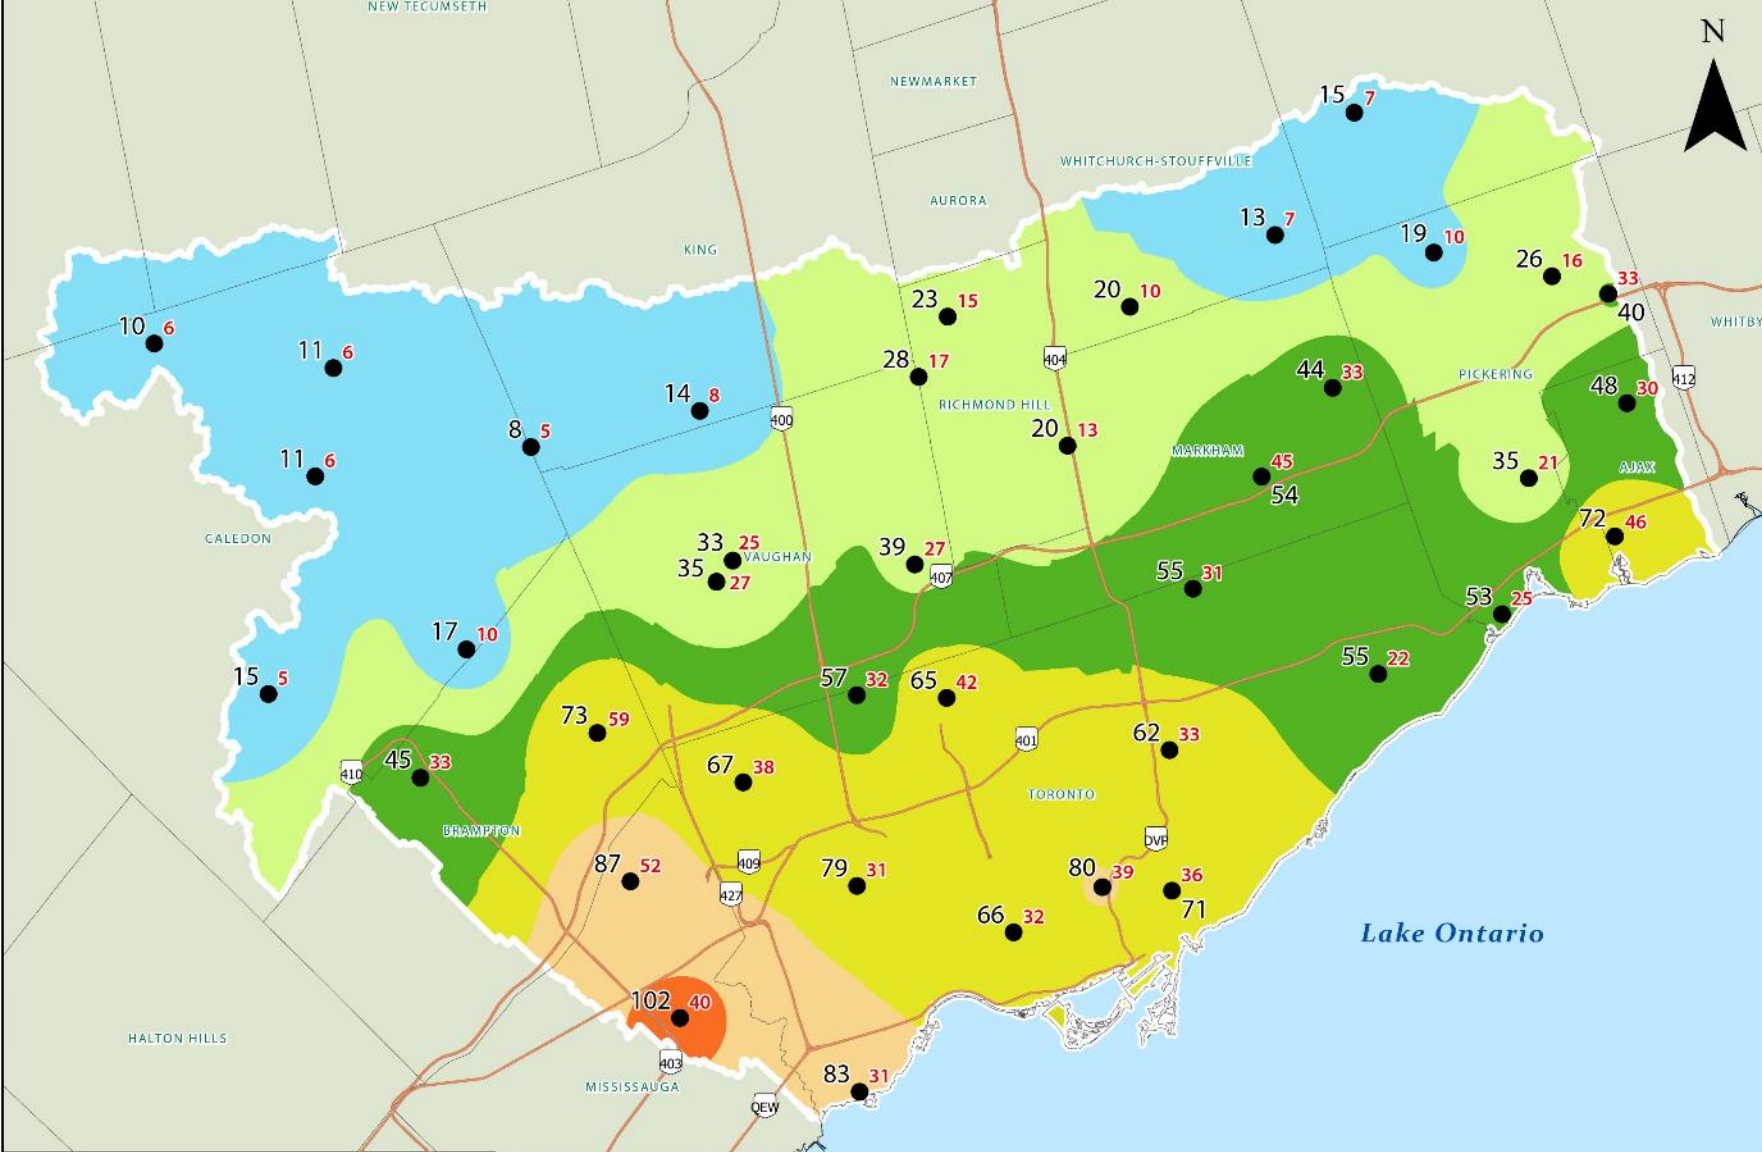 NEW TECUMSETH
N
NEWMARKET
15 7
WHITCHURCH-STOUFFVILLE
AURORA
13 7
19 10
KING
26 16
33
40
23 15
20 10
WHITBY
10 6
11 6
28 17
404
44 33
PICKERING
412
48 30
14 8
400
RICHMOND HILL
8 5
20 13
MARKHAM
11 6
45
54
35 21
AJAX
CALEDON
33 25
VAUGHAN
35 27
39 27
407
72 46
55 31
53 25
17 10
15 5
57 32
65 42
55 22
73 59
62 33
401
45 33
410
67 38
TORONTO
BRAMPTON
DVP
87 52
409
427
79 31
80 39
36
71
66 32
Lake Ontario
102 40
HALTON HILLS
403
MISSISSAUGA
83 31
QEW